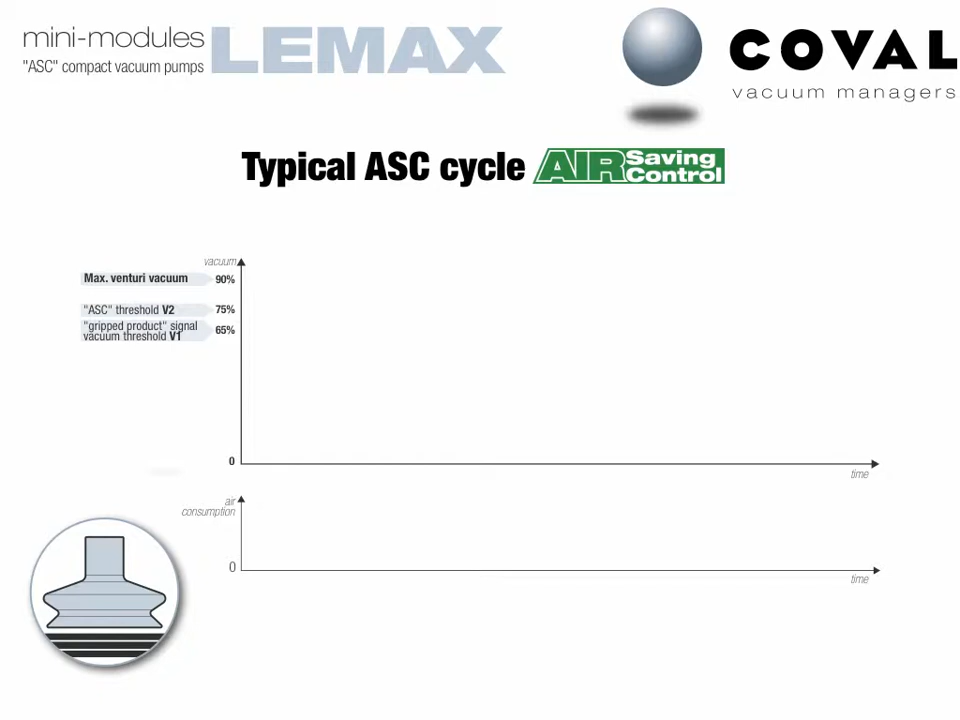 mini-modules LEMAX
"ASC" compact vacuum pumps
COVAL
vacuum managers
Typical ASC cycle AIR Saving Control
vacuum
Max. venturi vacuum 90%
"ASC" threshold V2 75%
"gripped product" signal
vacuum threshold V1 65%
0
time
air
consumption
0
time